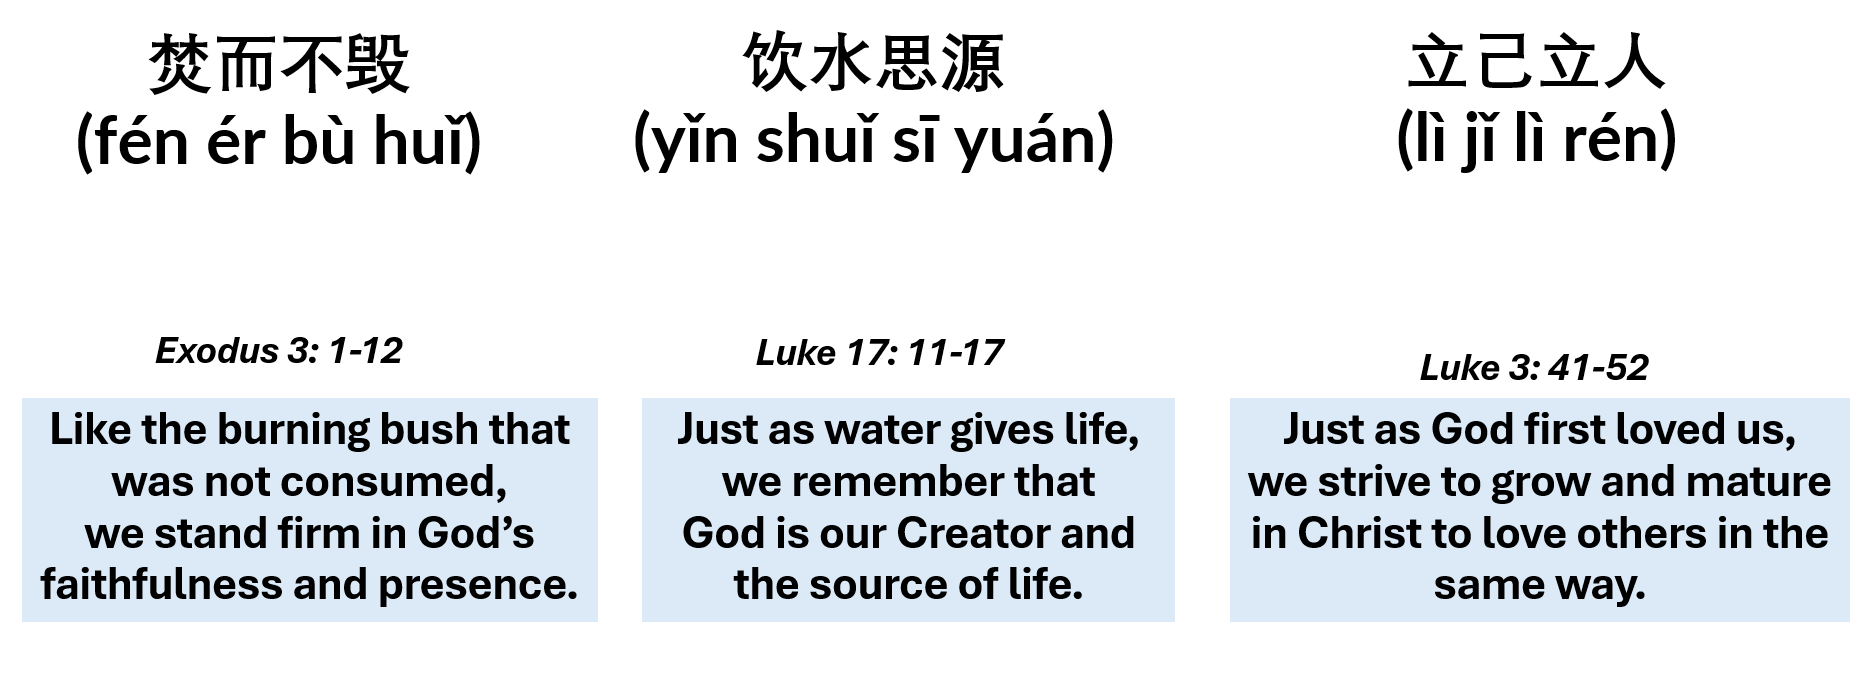 焚而不毁
(fén ér bù huǐ)
Exodus 3: 1-12
Like the burning bush that
was not consumed,
we stand firm in God’s
faithfulness and presence.
饮水思源
(yǐn shuǐ sī yuán)
Luke 17: 11-17
Just as water gives life,
we remember that
God is our Creator and
the source of life.
立己立人
(lì jǐ lì rén)
Luke 3: 41-52
Just as God first loved us,
we strive to grow and mature
in Christ to love others in the
same way.